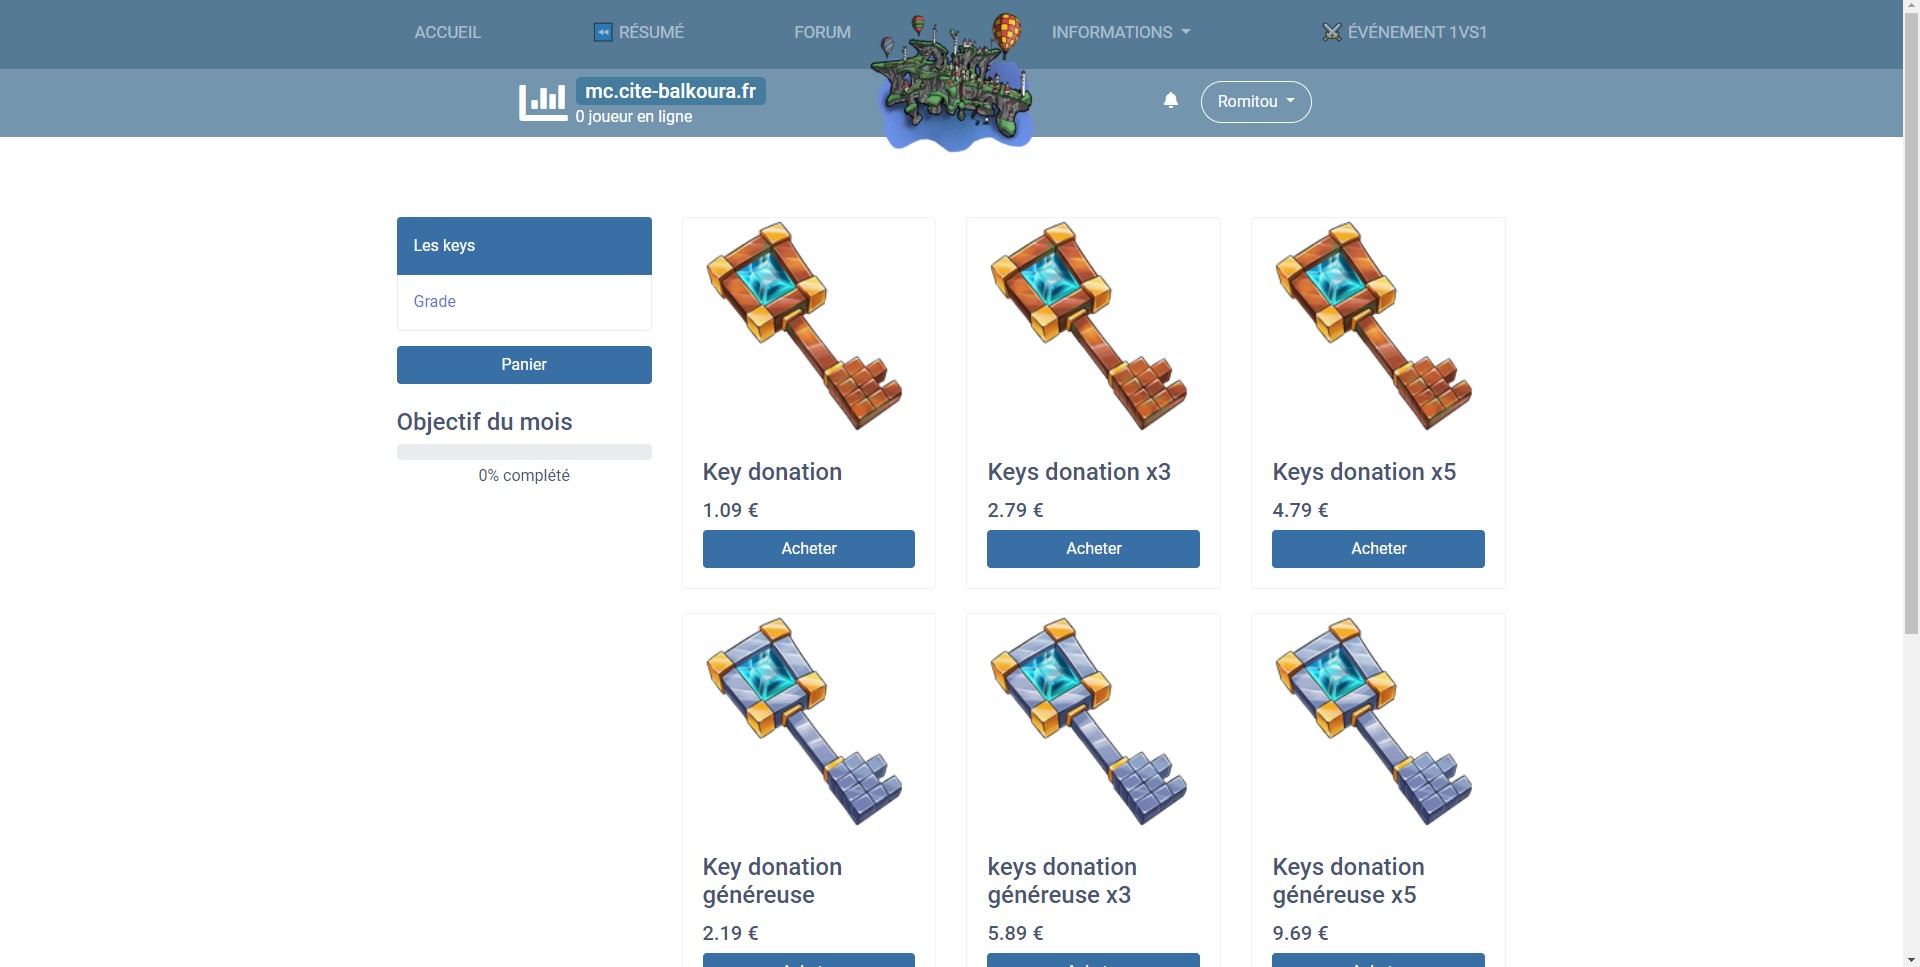 ACCUEIL
RÉSUMÉ
FORUM
INFORMATIONS
ÉVÉNEMENT 1VS1
mc.cite-balkoura.fr
0 joueur en ligne
Romitou
Les keys
Grade
Panier
Objectif du mois
0% complété
Key donation
1.09 €
Acheter
Keys donation x3
2.79 €
Acheter
Keys donation x5
4.79 €
Acheter
Key donation
généreuse
2.19 €
keys donation
généreuse x3
5.89 €
Keys donation
généreuse x5
9.69 €